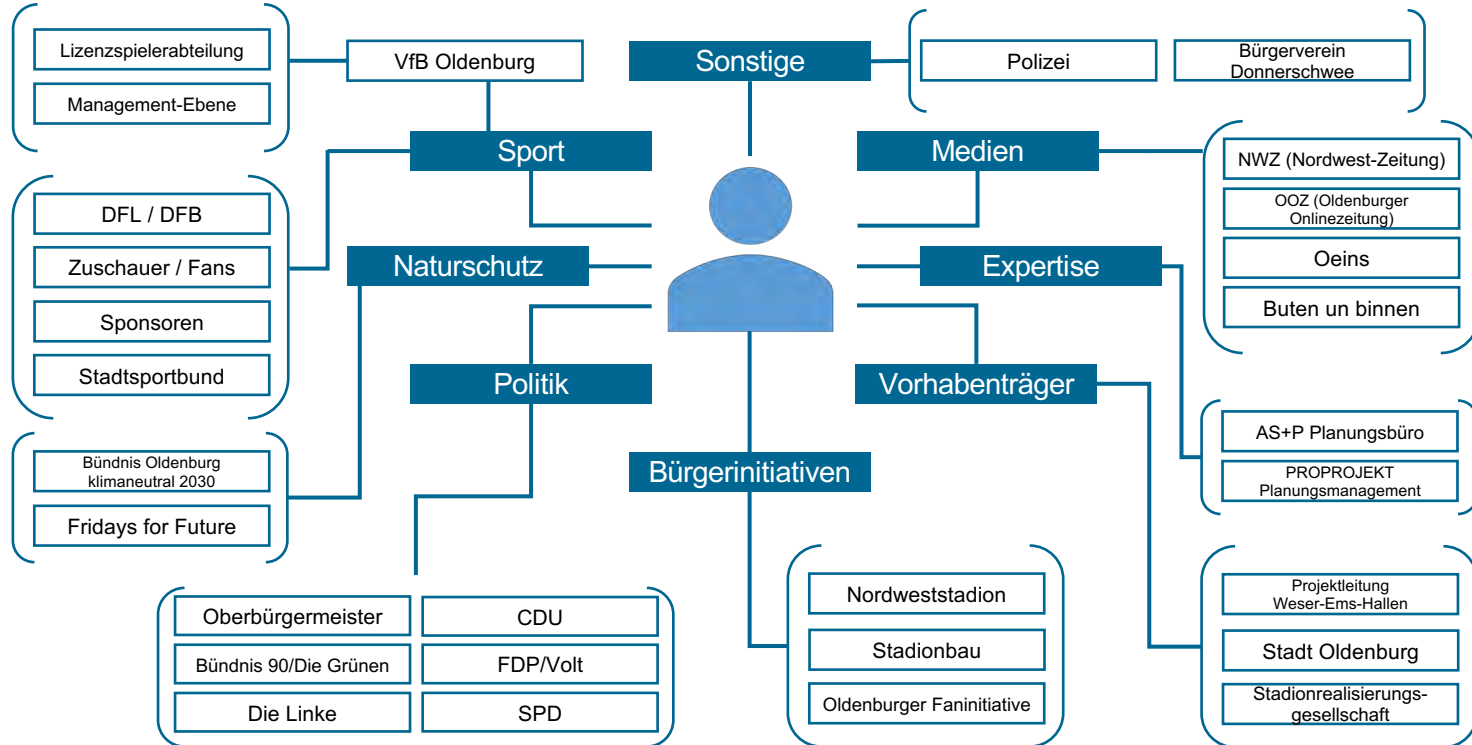 Lizenzspielerabteilung
Management-Ebene
VfB Oldenburg
Sonstige
Polizei
Bürgerverein
Donnerschwee
Sport
Medien
NWZ (Nordwest-Zeitung)
OOZ (Oldenburger
Onlinezeitung)
Oeins
Buten un binnen
DFL / DFB
Zuschauer / Fans
Sponsoren
Stadtsportbund
Naturschutz
Expertise
Politik
Vorhabenträger
AS+P Planungsbüro
PROPROJEKT
Planungsmanagement
Bündnis Oldenburg
klimaneutral 2030
Fridays for Future
Bürgerinitiativen
Oberbürgermeister
CDU
Bündnis 90/Die Grünen
FDP/Volt
Die Linke
SPD
Nordweststadion
Stadionbau
Oldenburger Faninitiative
Projektleitung
Weser-Ems-Hallen
Stadt Oldenburg
Stadionrealisierungs-
gesellschaft